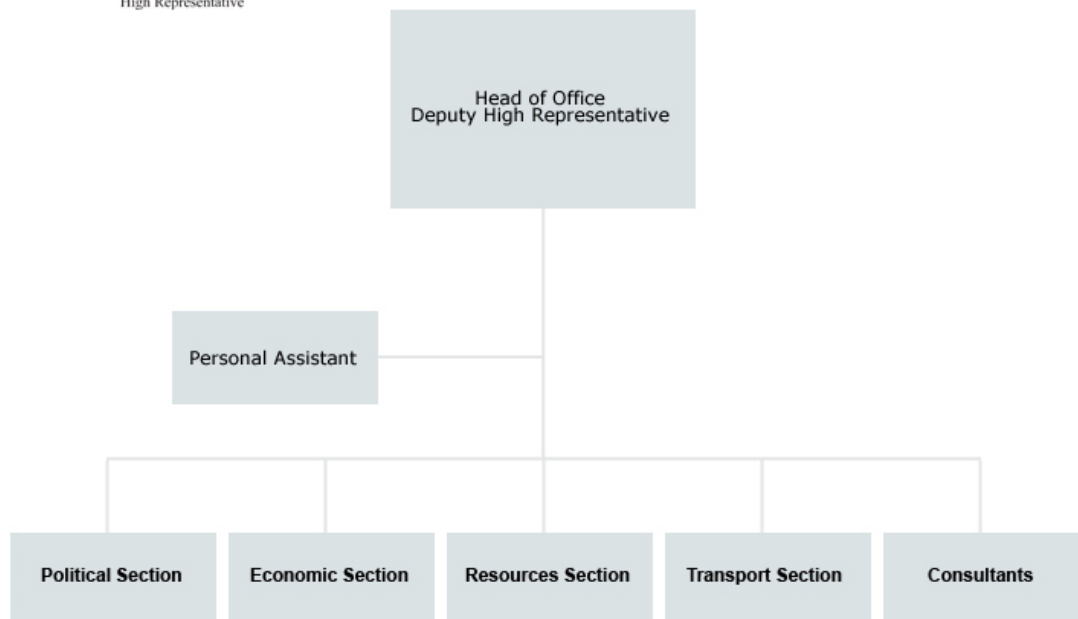 High Representative
Head of Office
Deputy High Representative
Personal Assistant
Political Section
Economic Section
Resources Section
Transport Section
Consultants